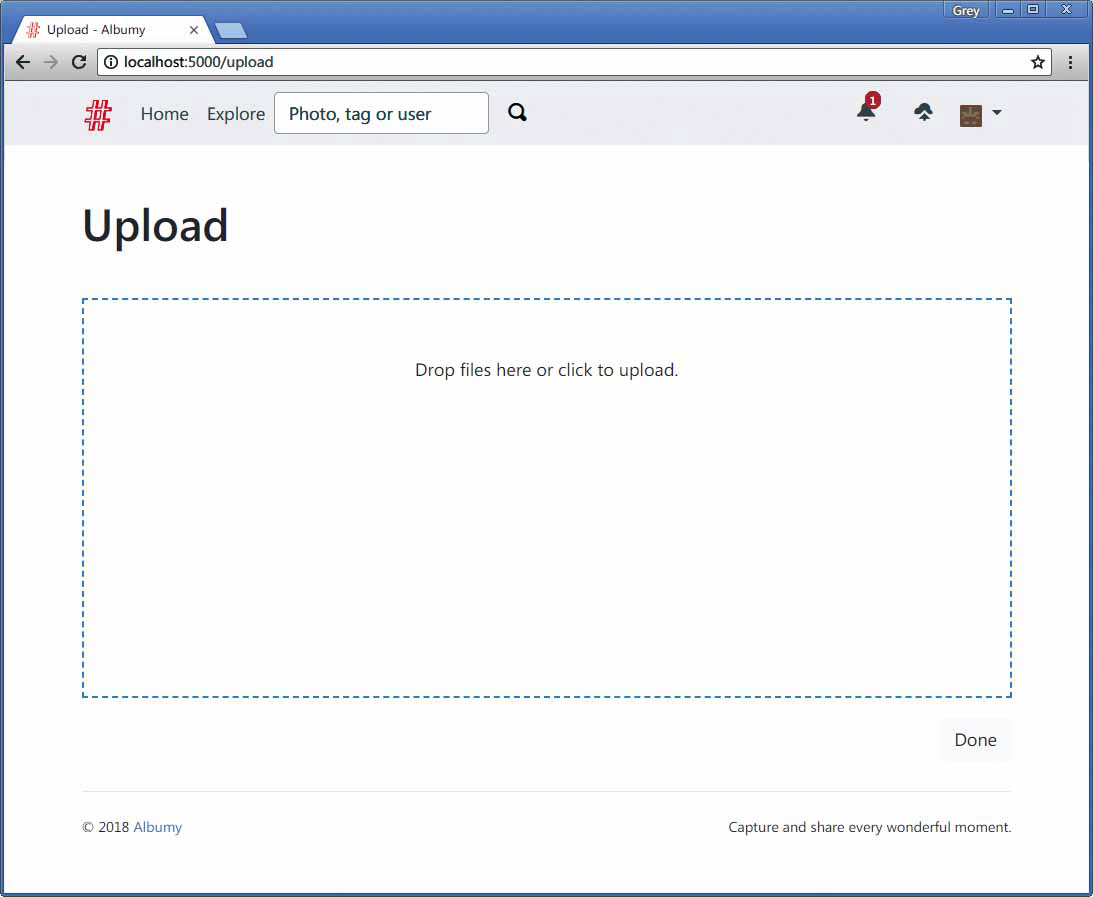 Grey
Upload - Albumy
localhost:5000/upload
# Home Explore Photo, tag or user 1
Upload
Drop files here or click to upload.
Done
© 2018 Albumy Capture and share every wonderful moment.